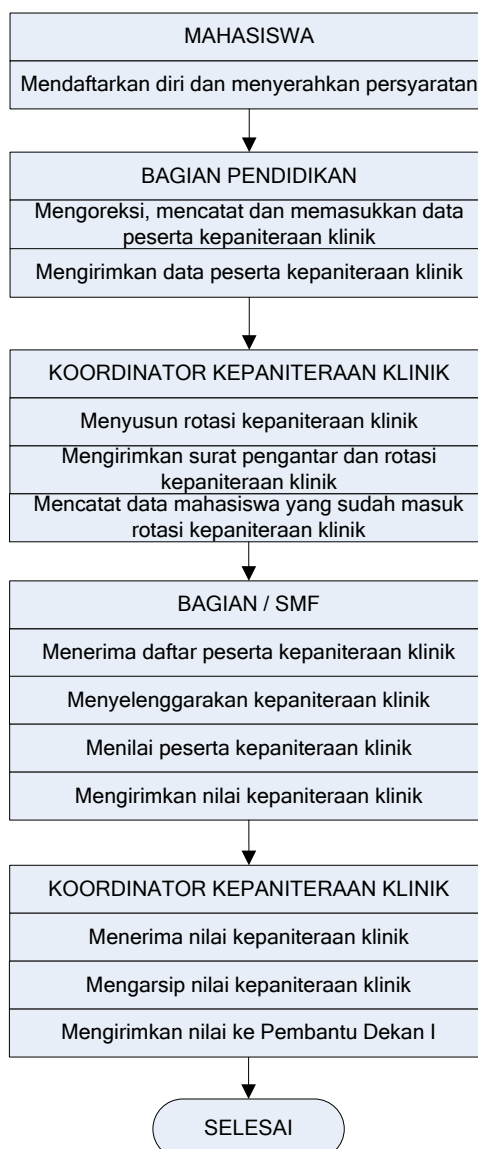 MAHASISWA
Mendaftarkan diri dan menyerahkan persyaratan
BAGIAN PENDIDIKAN
Mengoreksi, mencatat dan memasukkan data
peserta kepaniteraan klinik
Mengirimkan data peserta kepaniteraan klinik
KOORDINATOR KEPANITERAAN KLINIK
Menyusun rotasi kepaniteraan klinik
Mengirimkan surat pengantar dan rotasi
kepaniteraan klinik
Mencatat data mahasiswa yang sudah masuk
rotasi kepaniteraan klinik
BAGIAN / SMF
Menerima daftar peserta kepaniteraan klinik
Menyelenggarakan kepaniteraan klinik
Menilai peserta kepaniteraan klinik
Mengirimkan nilai kepaniteraan klinik
KOORDINATOR KEPANITERAAN KLINIK
Menerima nilai kepaniteraan klinik
Mengarsip nilai kepaniteraan klinik
Mengirimkan nilai ke Pembantu Dekan I
SELESAI